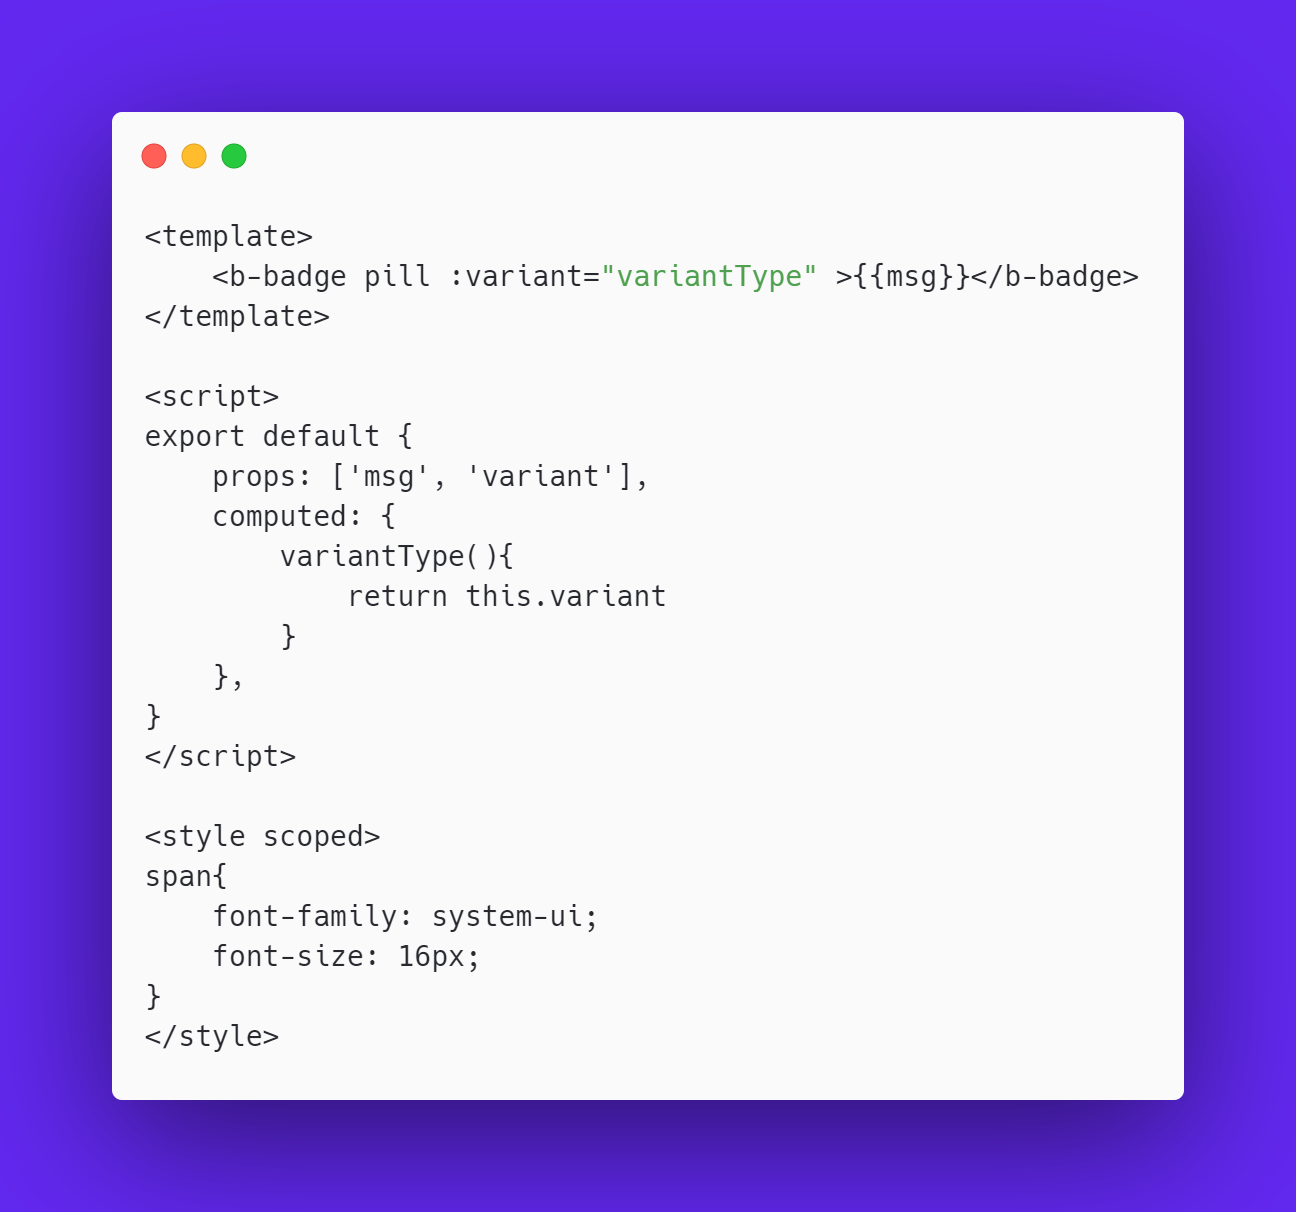 <template>
    <b-badge pill :variant="variantType" >{{msg}}</b-badge>
</template>

<script>
export default {
    props: ['msg', 'variant'],
    computed: {
        variantType(){
            return this.variant
        }
    },
}
</script>

<style scoped>
span{
    font-family: system-ui;
    font-size: 16px;
}
</style>